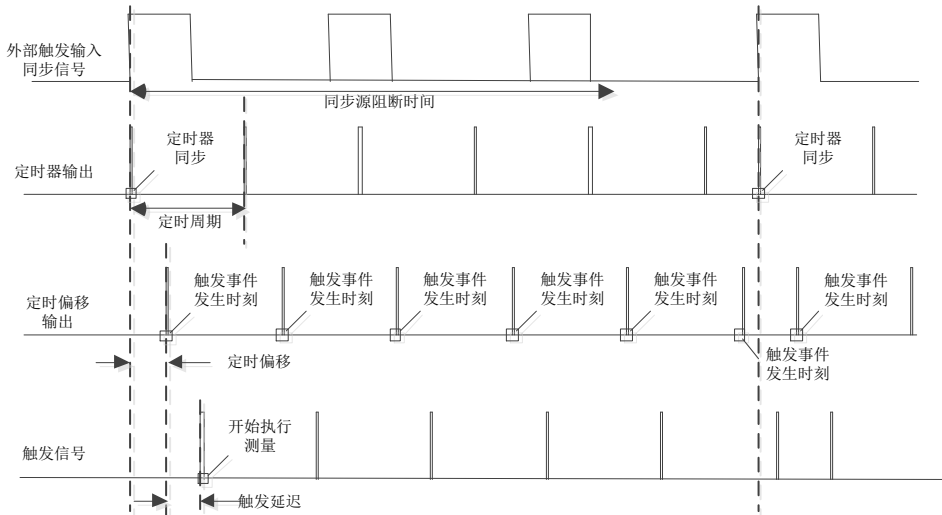 外部触发输入
同步信号
同步源阻断时间
定时器
同步
定时器
同步
定时器输出
定时周期
触发事件
发生时刻
触发事件
发生时刻
触发事件
发生时刻
触发事件
发生时刻
触发事件
发生时刻
触发事件
发生时刻
定时偏移
输出
定时偏移
触发事件
发生时刻
开始执行
测量
触发信号
触发延迟